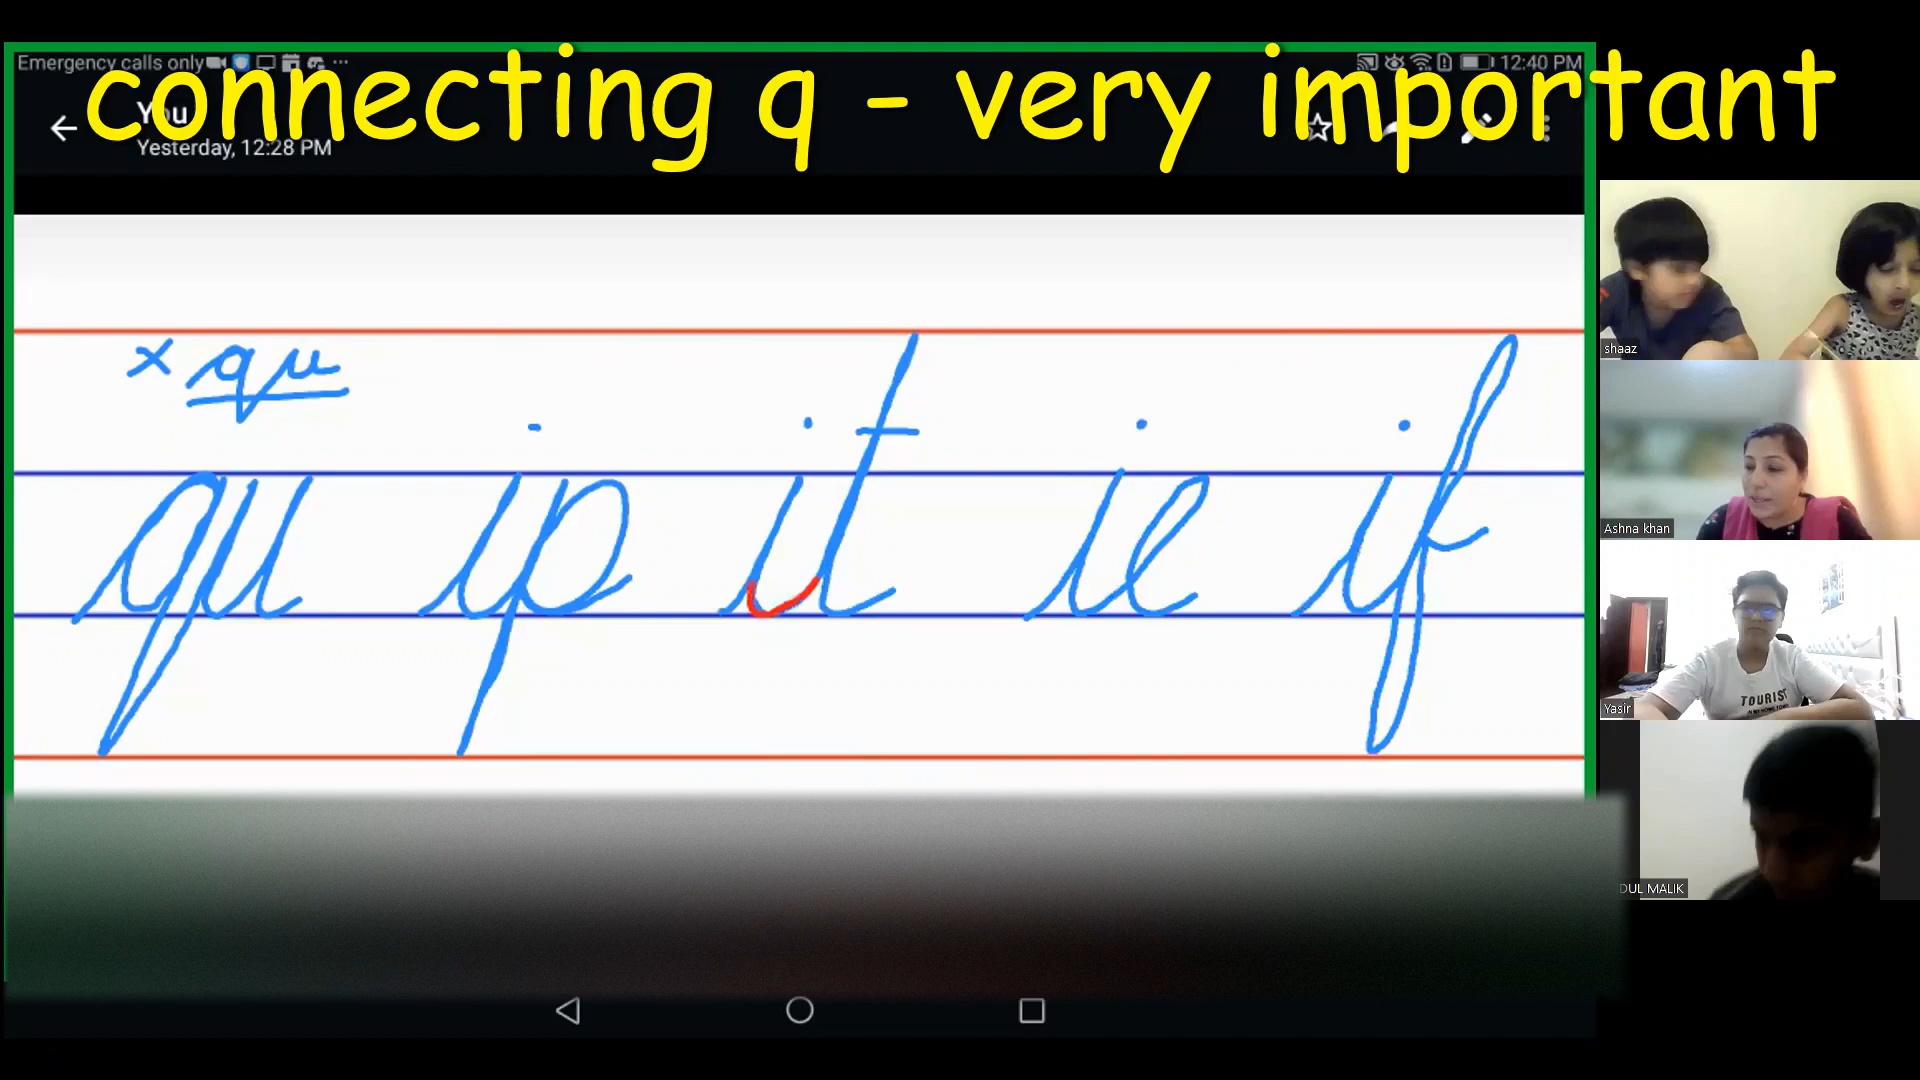 connecting q - very important
Emergency calls only ... 12:40 PM
You
Yesterday, 12:28 PM
x qu
qu ip it ie if
shaaz
Ashna khan
TOURIST
Yasir
DUL MALIK